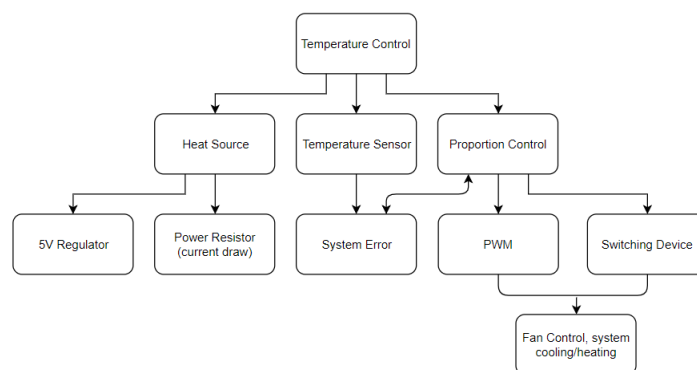 Temperature Control
Heat Source
Temperature Sensor
Proportion Control
5V Regulator
Power Resistor
(current draw)
System Error
PWM
Switching Device
Fan Control, system
cooling/heating